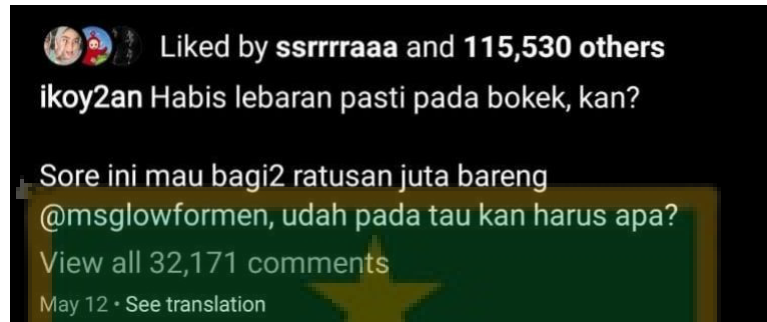 Liked by ssrrrraaa and 115,530 others
ikoy2an Habis lebaran pasti pada bokek, kan?
Sore ini mau bagi2 ratusan juta bareng
@msglowformen, udah pada tau kan harus apa?
View all 32,171 comments
May 12 • See translation